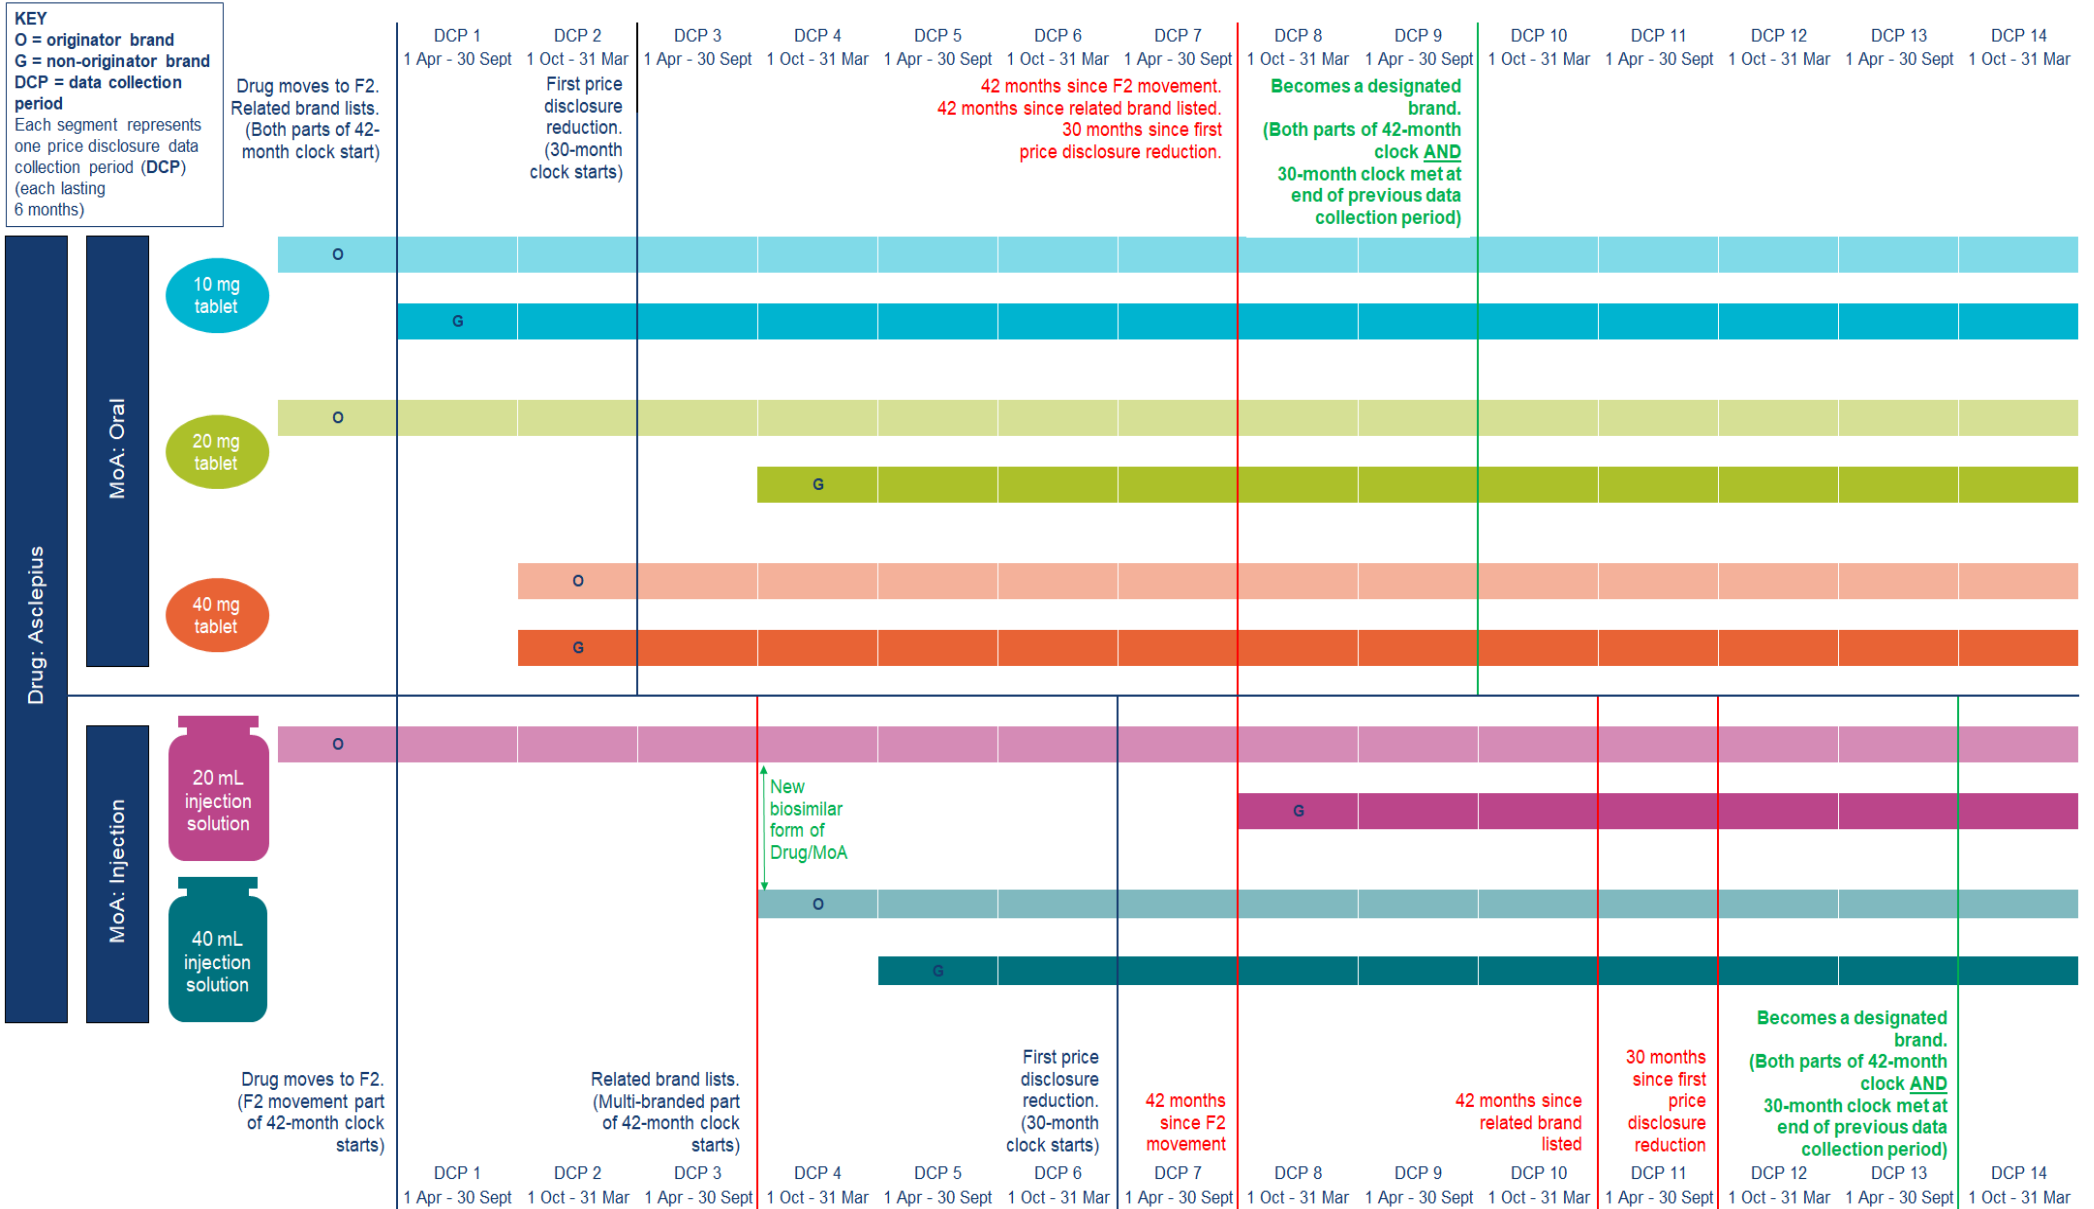 KEY
O = originator brand
G = non-originator brand
DCP = data collection
period
Each segment represents
one price disclosure data
collection period (DCP)
(each lasting
6 months)
DCP 1
1 Apr - 30 Sept
DCP 2
1 Oct - 31 Mar
DCP 3
1 Apr - 30 Sept
DCP 4
1 Oct - 31 Mar
DCP 5
1 Apr - 30 Sept
DCP 6
1 Oct - 31 Mar
DCP 7
1 Apr - 30 Sept
DCP 8
1 Oct - 31 Mar
DCP 9
1 Apr - 30 Sept
DCP 10
1 Oct - 31 Mar
DCP 11
1 Apr - 30 Sept
DCP 12
1 Oct - 31 Mar
DCP 13
1 Apr - 30 Sept
DCP 14
1 Oct - 31 Mar
Drug moves to F2.
Related brand lists.
(Both parts of 42-
month clock start)
First price
disclosure
reduction.
(30-month
clock starts)
42 months since F2 movement.
42 months since related brand listed.
30 months since first
price disclosure reduction.
Becomes a designated
brand.
(Both parts of 42-month
clock AND
30-month clock met at
end of previous data
collection period)
Drug: Asclepius
MoA: Oral
10 mg
tablet
O
G
20 mg
tablet
O
G
40 mg
tablet
O
G
MoA: Injection
20 mL
injection
solution
O
New
biosimilar
form of
Drug/MoA
G
40 mL
injection
solution
O
G
Drug moves to F2.
(F2 movement part
of 42-month clock
starts)
Related brand lists.
(Multi-branded part
of 42-month clock
starts)
First price
disclosure
reduction.
(30-month
clock starts)
42 months
since F2
movement
42 months since
related brand
listed
30 months
since first
price
disclosure
reduction
Becomes a designated
brand.
(Both parts of 42-month
clock AND
30-month clock met at
end of previous data
collection period)
DCP 1
1 Apr - 30 Sept
DCP 2
1 Oct - 31 Mar
DCP 3
1 Apr - 30 Sept
DCP 4
1 Oct - 31 Mar
DCP 5
1 Apr - 30 Sept
DCP 6
1 Oct - 31 Mar
DCP 7
1 Apr - 30 Sept
DCP 8
1 Oct - 31 Mar
DCP 9
1 Apr - 30 Sept
DCP 10
1 Oct - 31 Mar
DCP 11
1 Apr - 30 Sept
DCP 12
1 Oct - 31 Mar
DCP 13
1 Apr - 30 Sept
DCP 14
1 Oct - 31 Mar